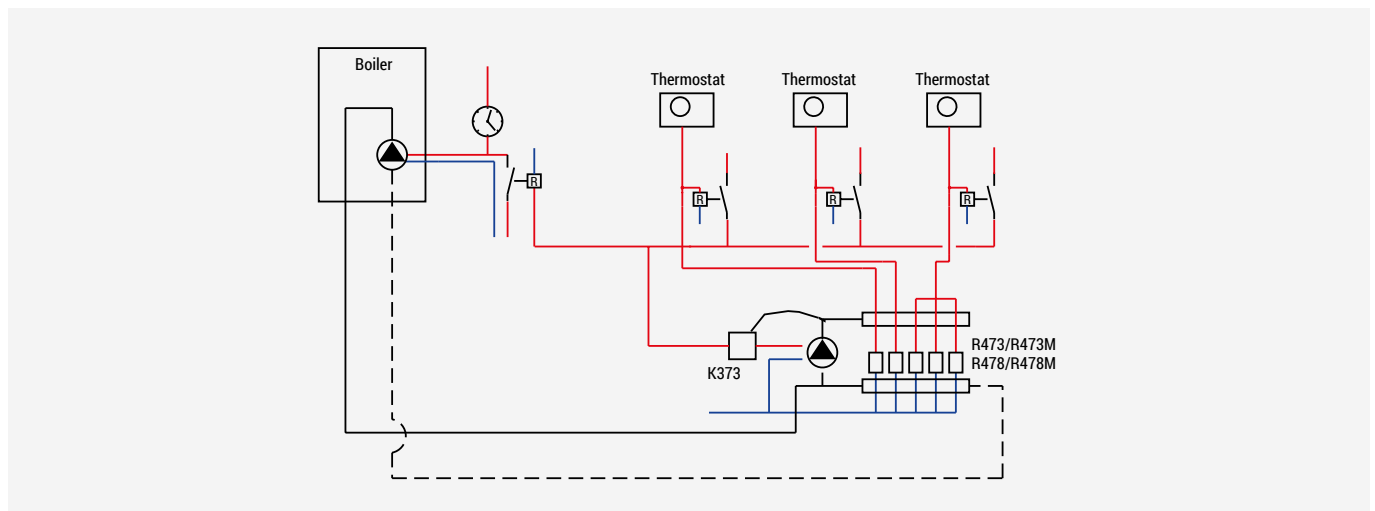 Boiler
Thermostat
Thermostat
Thermostat
R
R
R
R
R473/R473M
R478/R478M
K373